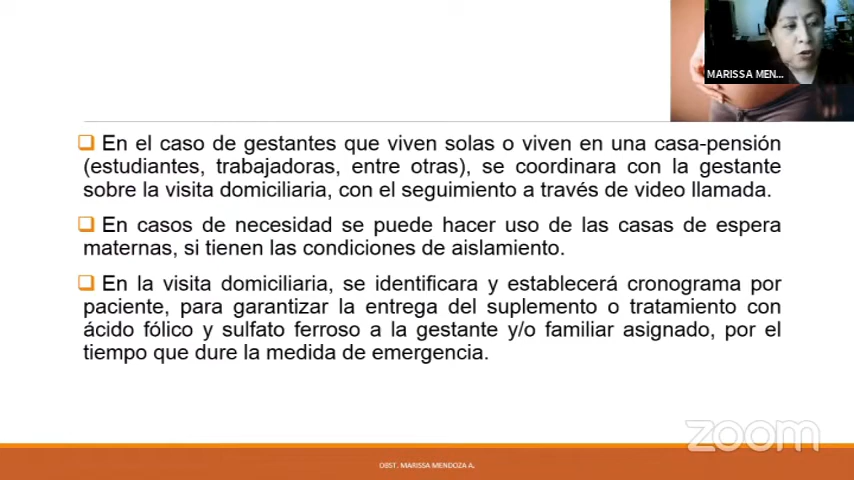 MARISSA MEN...
En el caso de gestantes que viven solas o viven en una casa-pensión
(estudiantes, trabajadoras, entre otras), se coordinara con la gestante
sobre la visita domiciliaria, con el seguimiento a través de video llamada.
En casos de necesidad se puede hacer uso de las casas de espera
maternas, si tienen las condiciones de aislamiento.
En la visita domiciliaria, se identificara y establecerá cronograma por
paciente, para garantizar la entrega del suplemento o tratamiento con
ácido fólico y sulfato ferroso a la gestante y/o familiar asignado, por el
tiempo que dure la medida de emergencia.
zoom
OBST. MARISSA MENDOZA A.